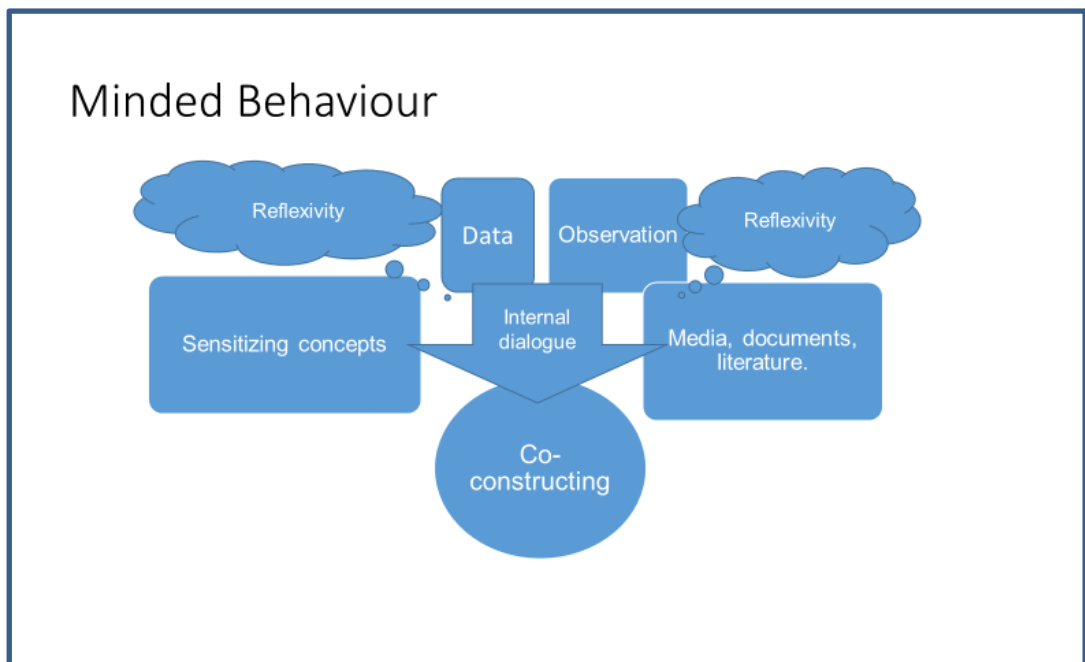 Minded Behaviour
Reflexivity
Data
Observation
Reflexivity
Sensitizing concepts
Internal
dialogue
Media, documents,
literature.
Co-
constructing